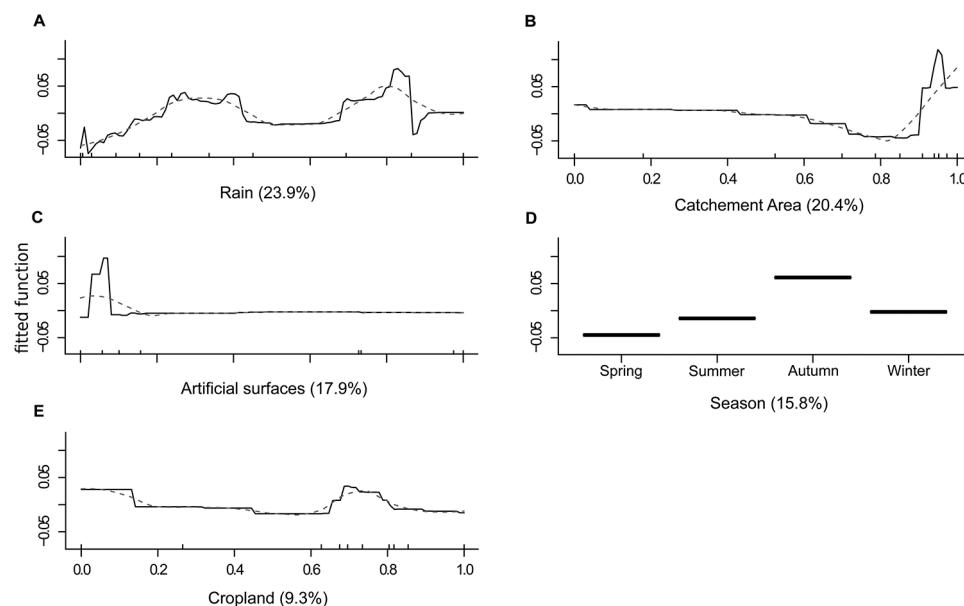 A
0.05
-0.05
Rain (23.9%)
B
0.05
-0.05
0.0 0.2 0.4 0.6 0.8 1.0
Catchement Area (20.4%)
C
fitted function
0.05
-0.05
Artificial surfaces (17.9%)
D
0.05
-0.05
Spring Summer Autumn Winter
Season (15.8%)
E
0.05
-0.05
0.0 0.2 0.4 0.6 0.8 1.0
Cropland (9.3%)